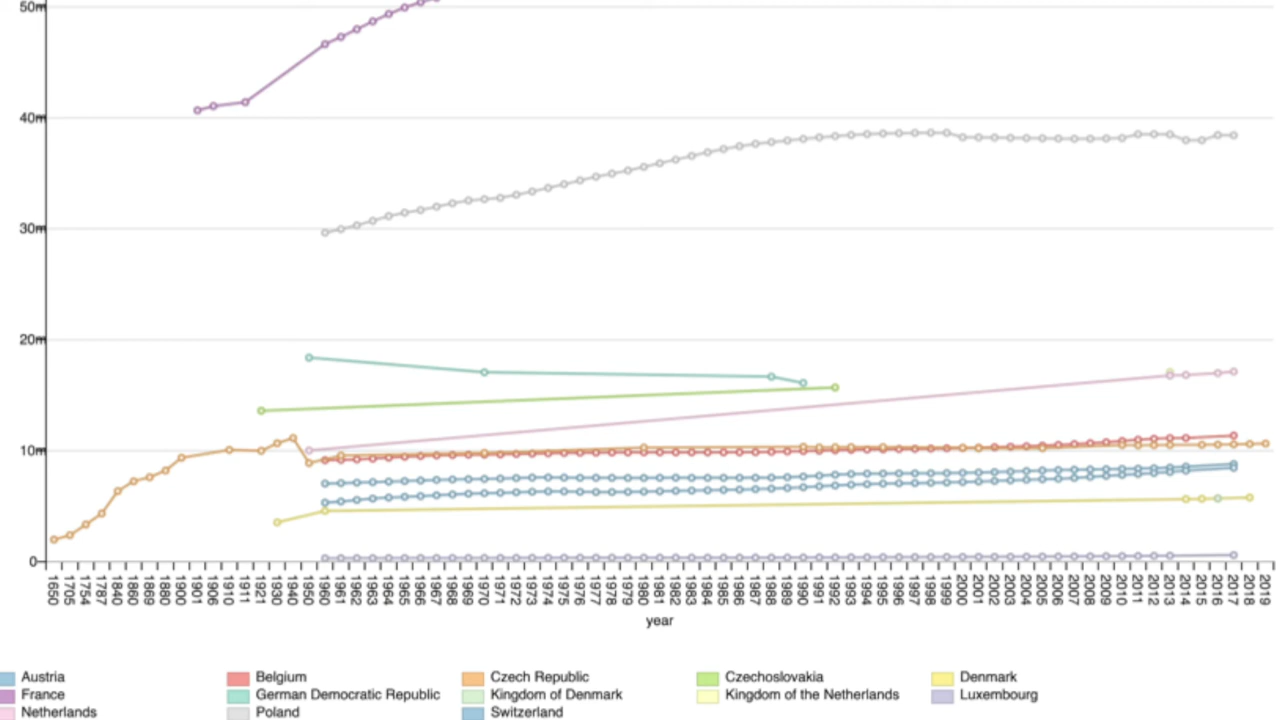 50m
40m
30m
20m
10m
0
1650 1705 1754 1787 1840 1860 1869 1880 1890 1900 1901 1906 1910 1911 1921 1930 1940 1950 1960 1961 1962 1963 1964 1965 1966 1967 1968 1969 1970 1971 1972 1973 1974 1975 1976 1977 1978 1979 1980 1981 1982 1983 1984 1985 1986 1987 1988 1989 1990 1991 1992 1993 1994 1995 1996 1997 1998 1999 2000 2001 2002 2003 2004 2005 2006 2007 2008 2009 2010 2011 2012 2013 2014 2015 2016 2017 2018 2019
year
Austria Belgium Czech Republic Czechoslovakia Denmark
France German Democratic Republic Kingdom of Denmark Kingdom of the Netherlands Luxembourg
Netherlands Poland Switzerland